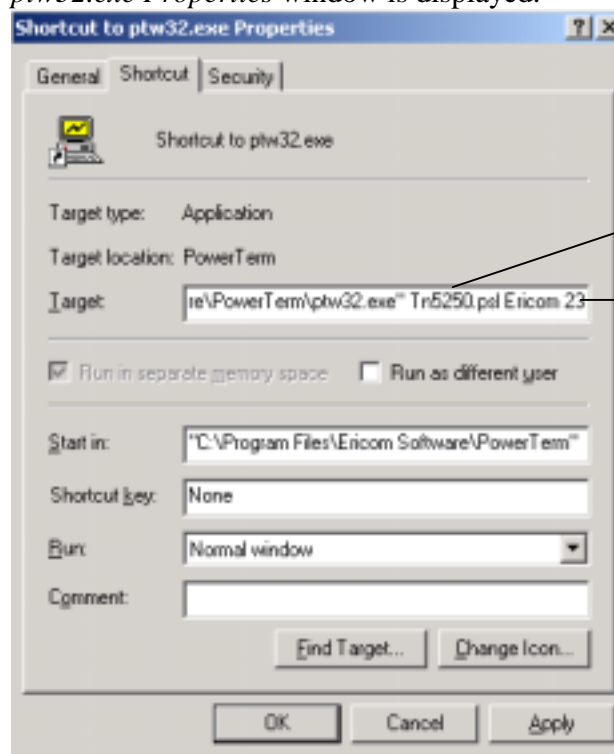 ptw32.exe Properties window is displayed.
Shortcut to ptw32.exe Properties
General Shortcut Security
Shortcut to ptw32.exe
Target type: Application
Target location: PowerTerm
Target: re\PowerTerm\ptw32.exe" Tn5250.psl Ericom 23
Run in separate memory space Run as different user
Start in: "C:\Program Files\Ericom Software\PowerTerm"
Shortcut key: None
Run: Normal window
Comment:
Find Target... Change Icon...
OK Cancel Apply